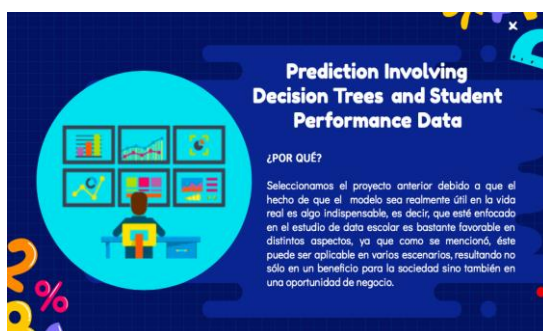 Prediction Involving
Decision Trees and Student
Performance Data
¿POR QUÉ?
Seleccionamos el proyecto anterior debido a que el
hecho de que el modelo sea realmente útil en la vida
real es algo indispensable, es decir, que esté enfocado
en el estudio de data escolar es bastante favorable en
distintos aspectos, ya que como se mencionó, éste
puede ser aplicable en varios escenarios, resultando no
sólo en un beneficio para la sociedad sino también en
una oportunidad de negocio.